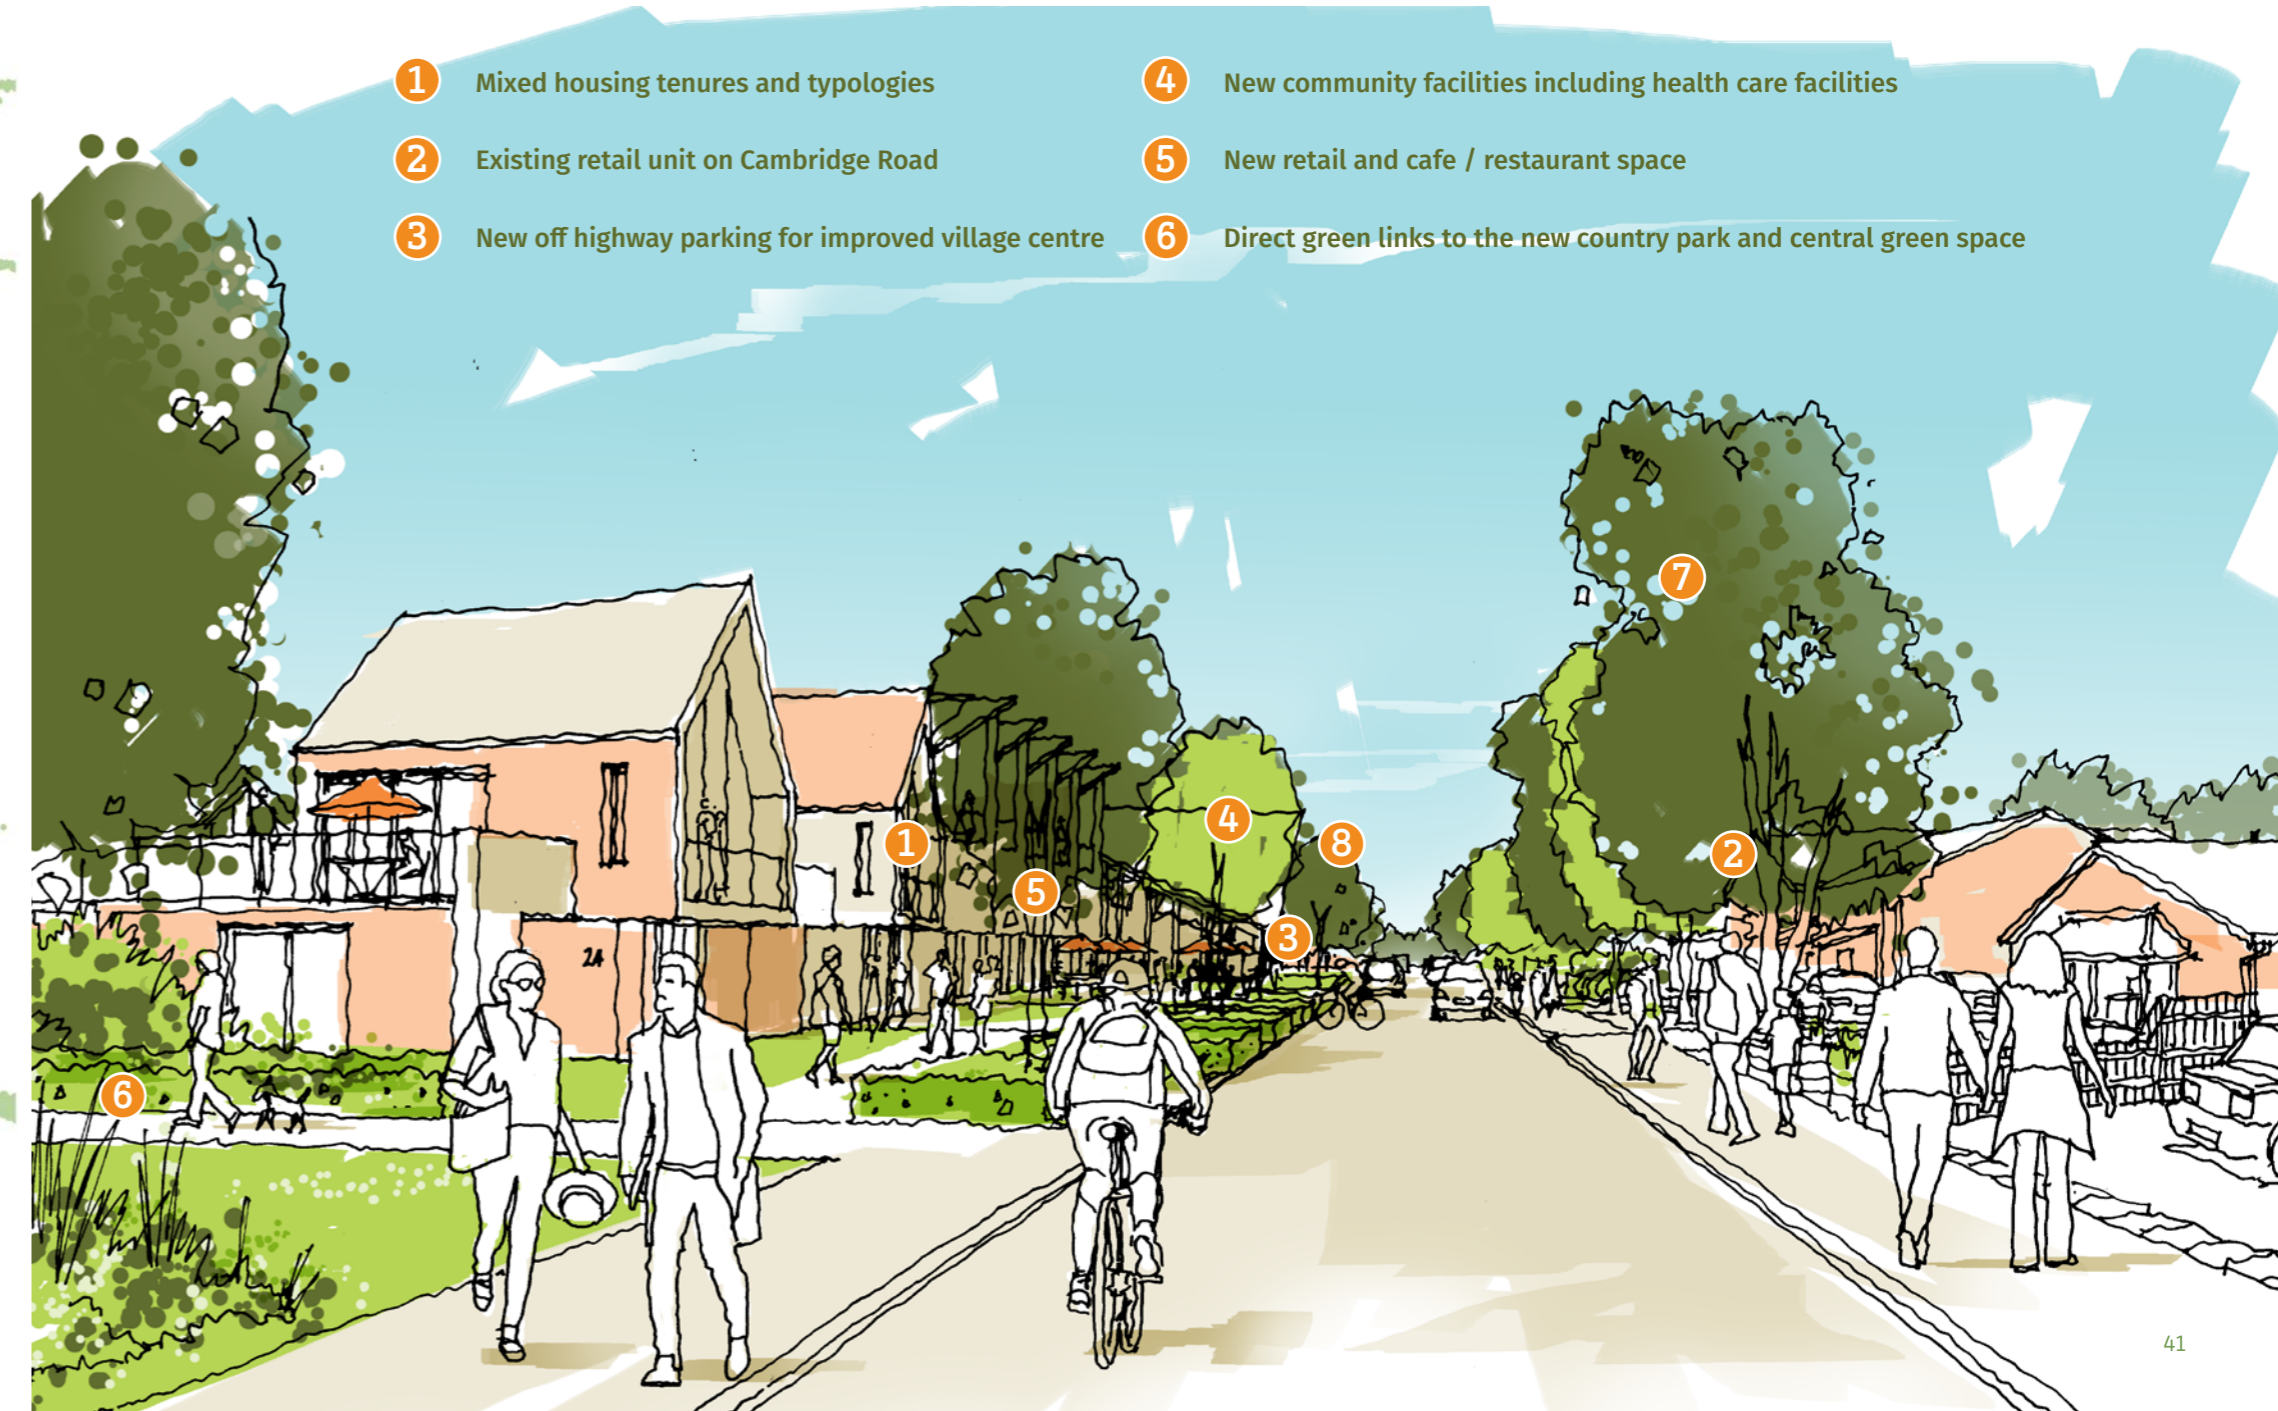 1 Mixed housing tenures and typologies
2 Existing retail unit on Cambridge Road
3 New off highway parking for improved village centre
4 New community facilities including health care facilities
5 New retail and cafe / restaurant space
6 Direct green links to the new country park and central green space
7
4
1
8
2
5
3
24
6
41